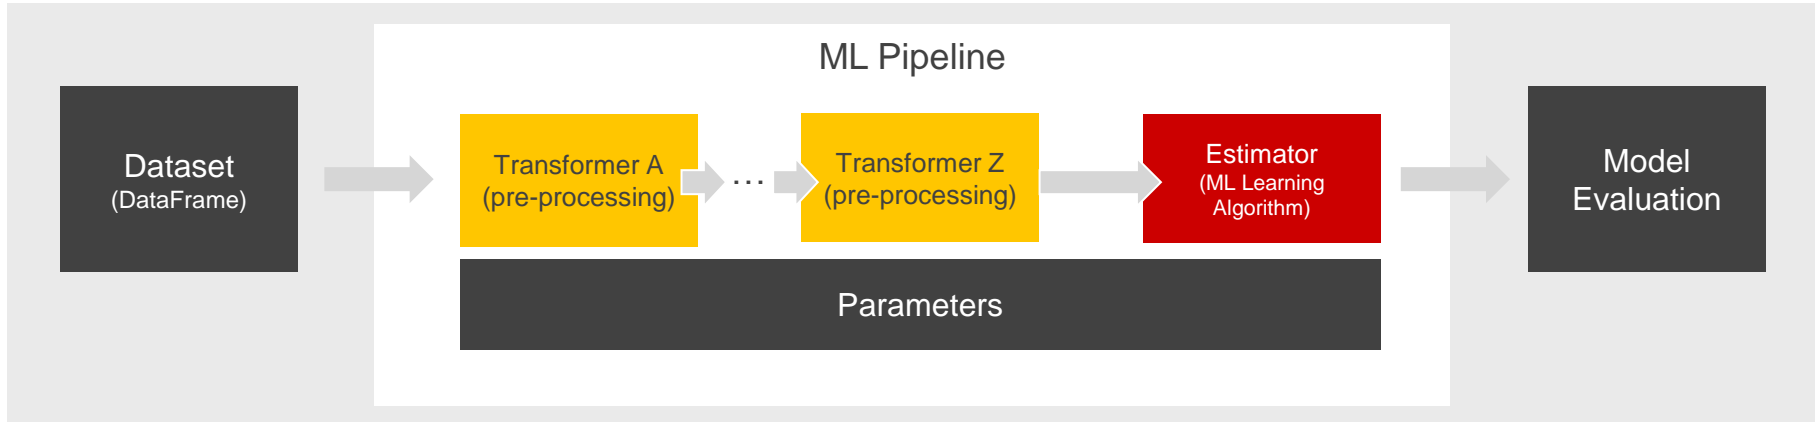 ML Pipeline
Dataset
(DataFrame)
Transformer A
(pre-processing)
...
Transformer Z
(pre-processing)
Estimator
(ML Learning
Algorithm)
Model
Evaluation
Parameters